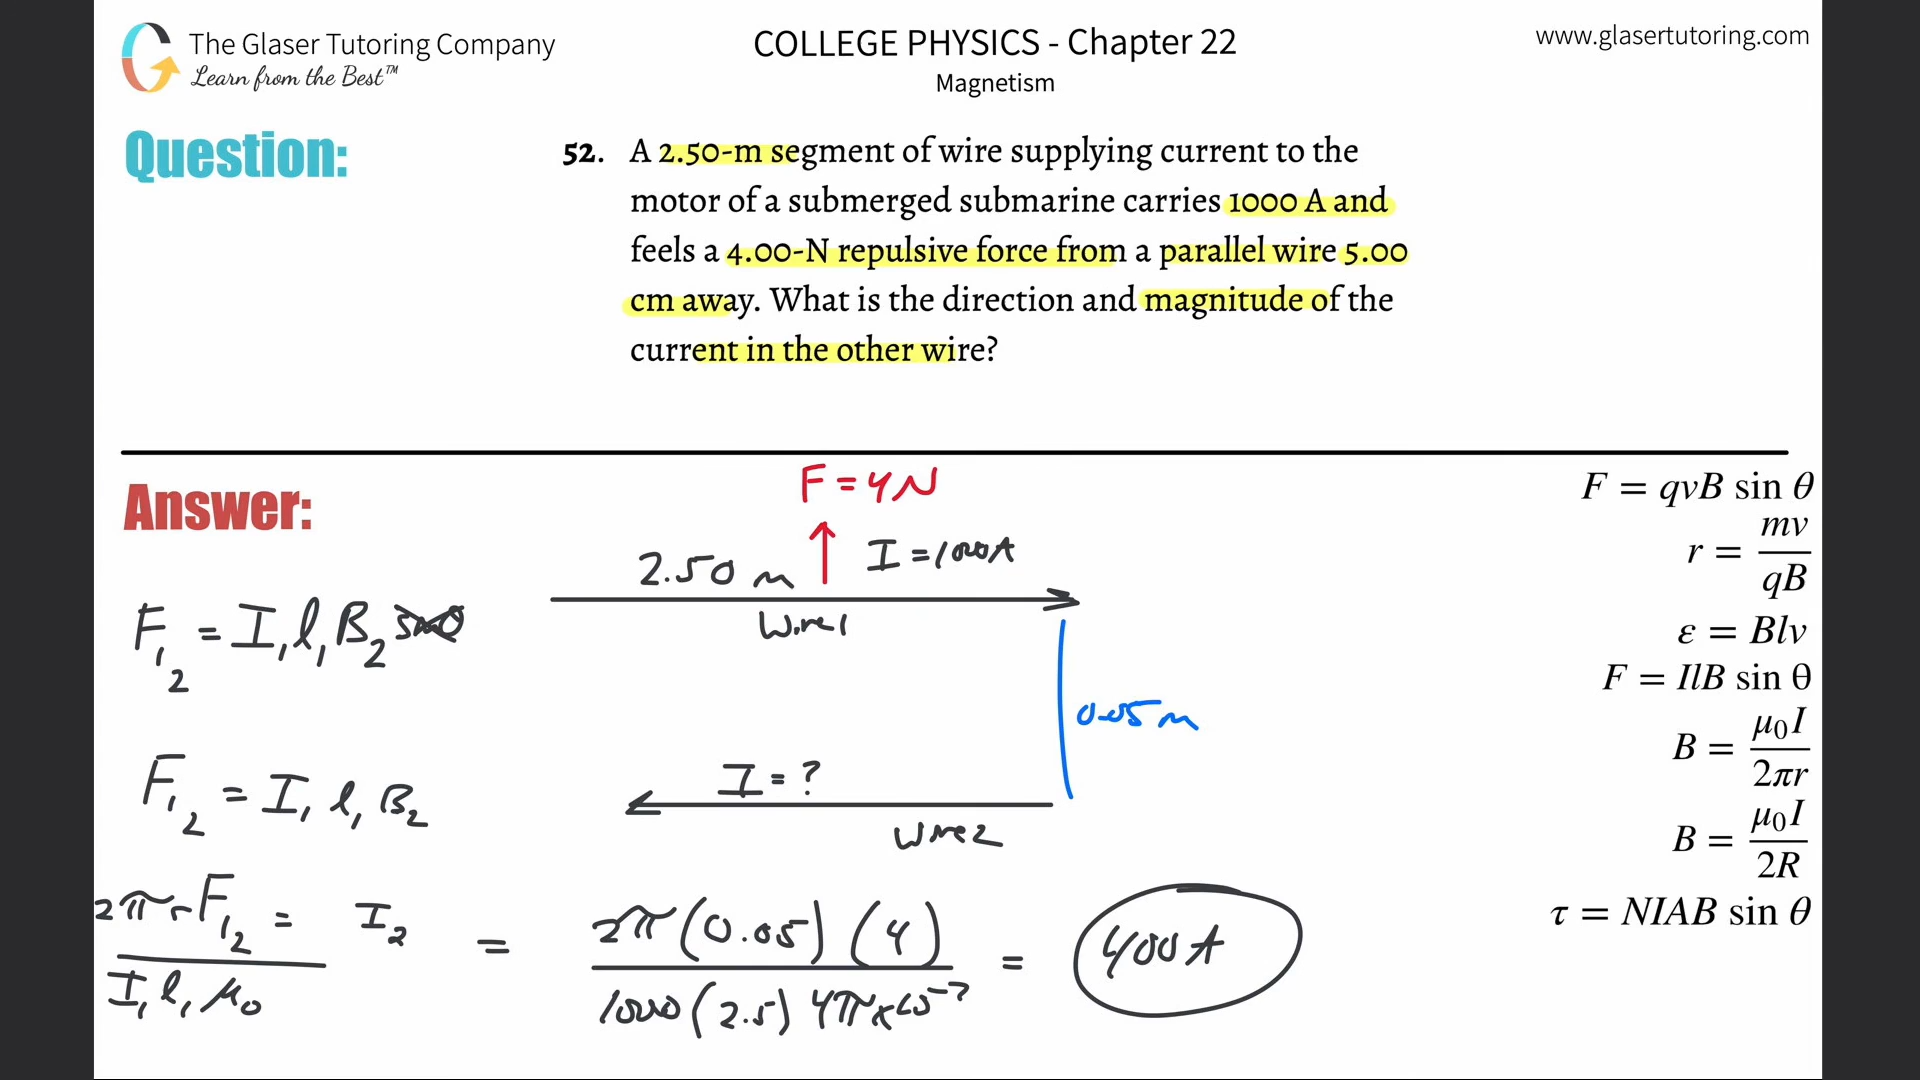 The Glaser Tutoring Company
Learn from the Best™
COLLEGE PHYSICS - Chapter 22
Magnetism
www.glasertutoring.com
Question:
52. A 2.50-m segment of wire supplying current to the
motor of a submerged submarine carries 1000 A and
feels a 4.00-N repulsive force from a parallel wire 5.00
cm away. What is the direction and magnitude of the
current in the other wire?
Answer:
F = 4N
2.50 m
I = 1000A
Wire1
F₁₂ = I₁l₁B₂ sinθ
0.05m
I = ?
Wire2
F₁₂ = I₁l₁B₂
2πrF₁₂ / I₁l₁μ₀ = I₂ = 2π(0.05)(4) / 1000(2.5)4π×10⁻⁷ = 400A
F = qvB sin θ
r = mv / qB
ε = Blv
F = IlB sin θ
B = μ₀I / 2πr
B = μ₀I / 2R
τ = NIAB sin θ